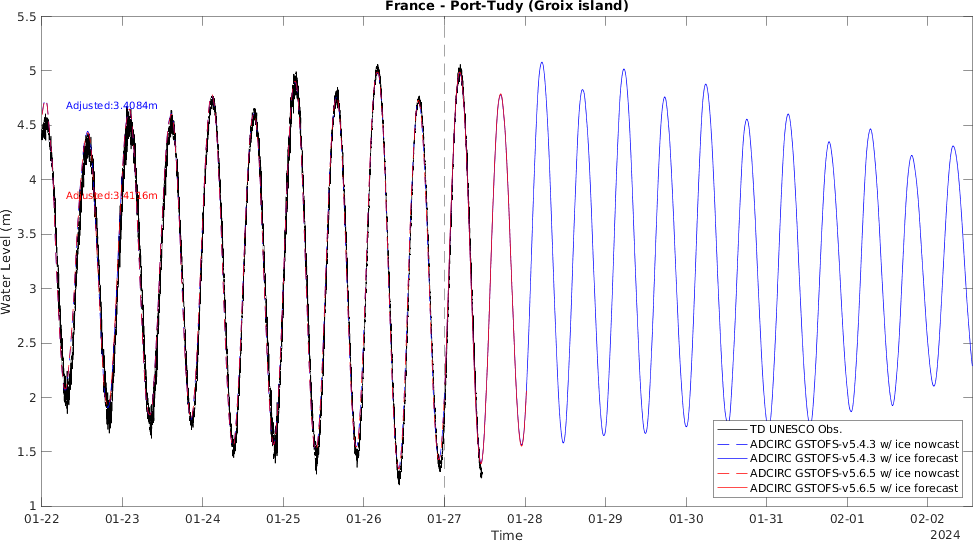 France - Port-Tudy (Groix island)
5.5
5
4.5
4
3.5
3
2.5
2
1.5
1
Water Level (m)
Adjusted:3.4084m
Adjusted:3.4116m
TD UNESCO Obs.
ADCIRC GSTOFS-v5.4.3 w/ ice nowcast
ADCIRC GSTOFS-v5.4.3 w/ ice forecast
ADCIRC GSTOFS-v5.6.5 w/ ice nowcast
ADCIRC GSTOFS-v5.6.5 w/ ice forecast
01-22 01-23 01-24 01-25 01-26 01-27 01-28 01-29 01-30 01-31 02-01 02-02
Time
2024